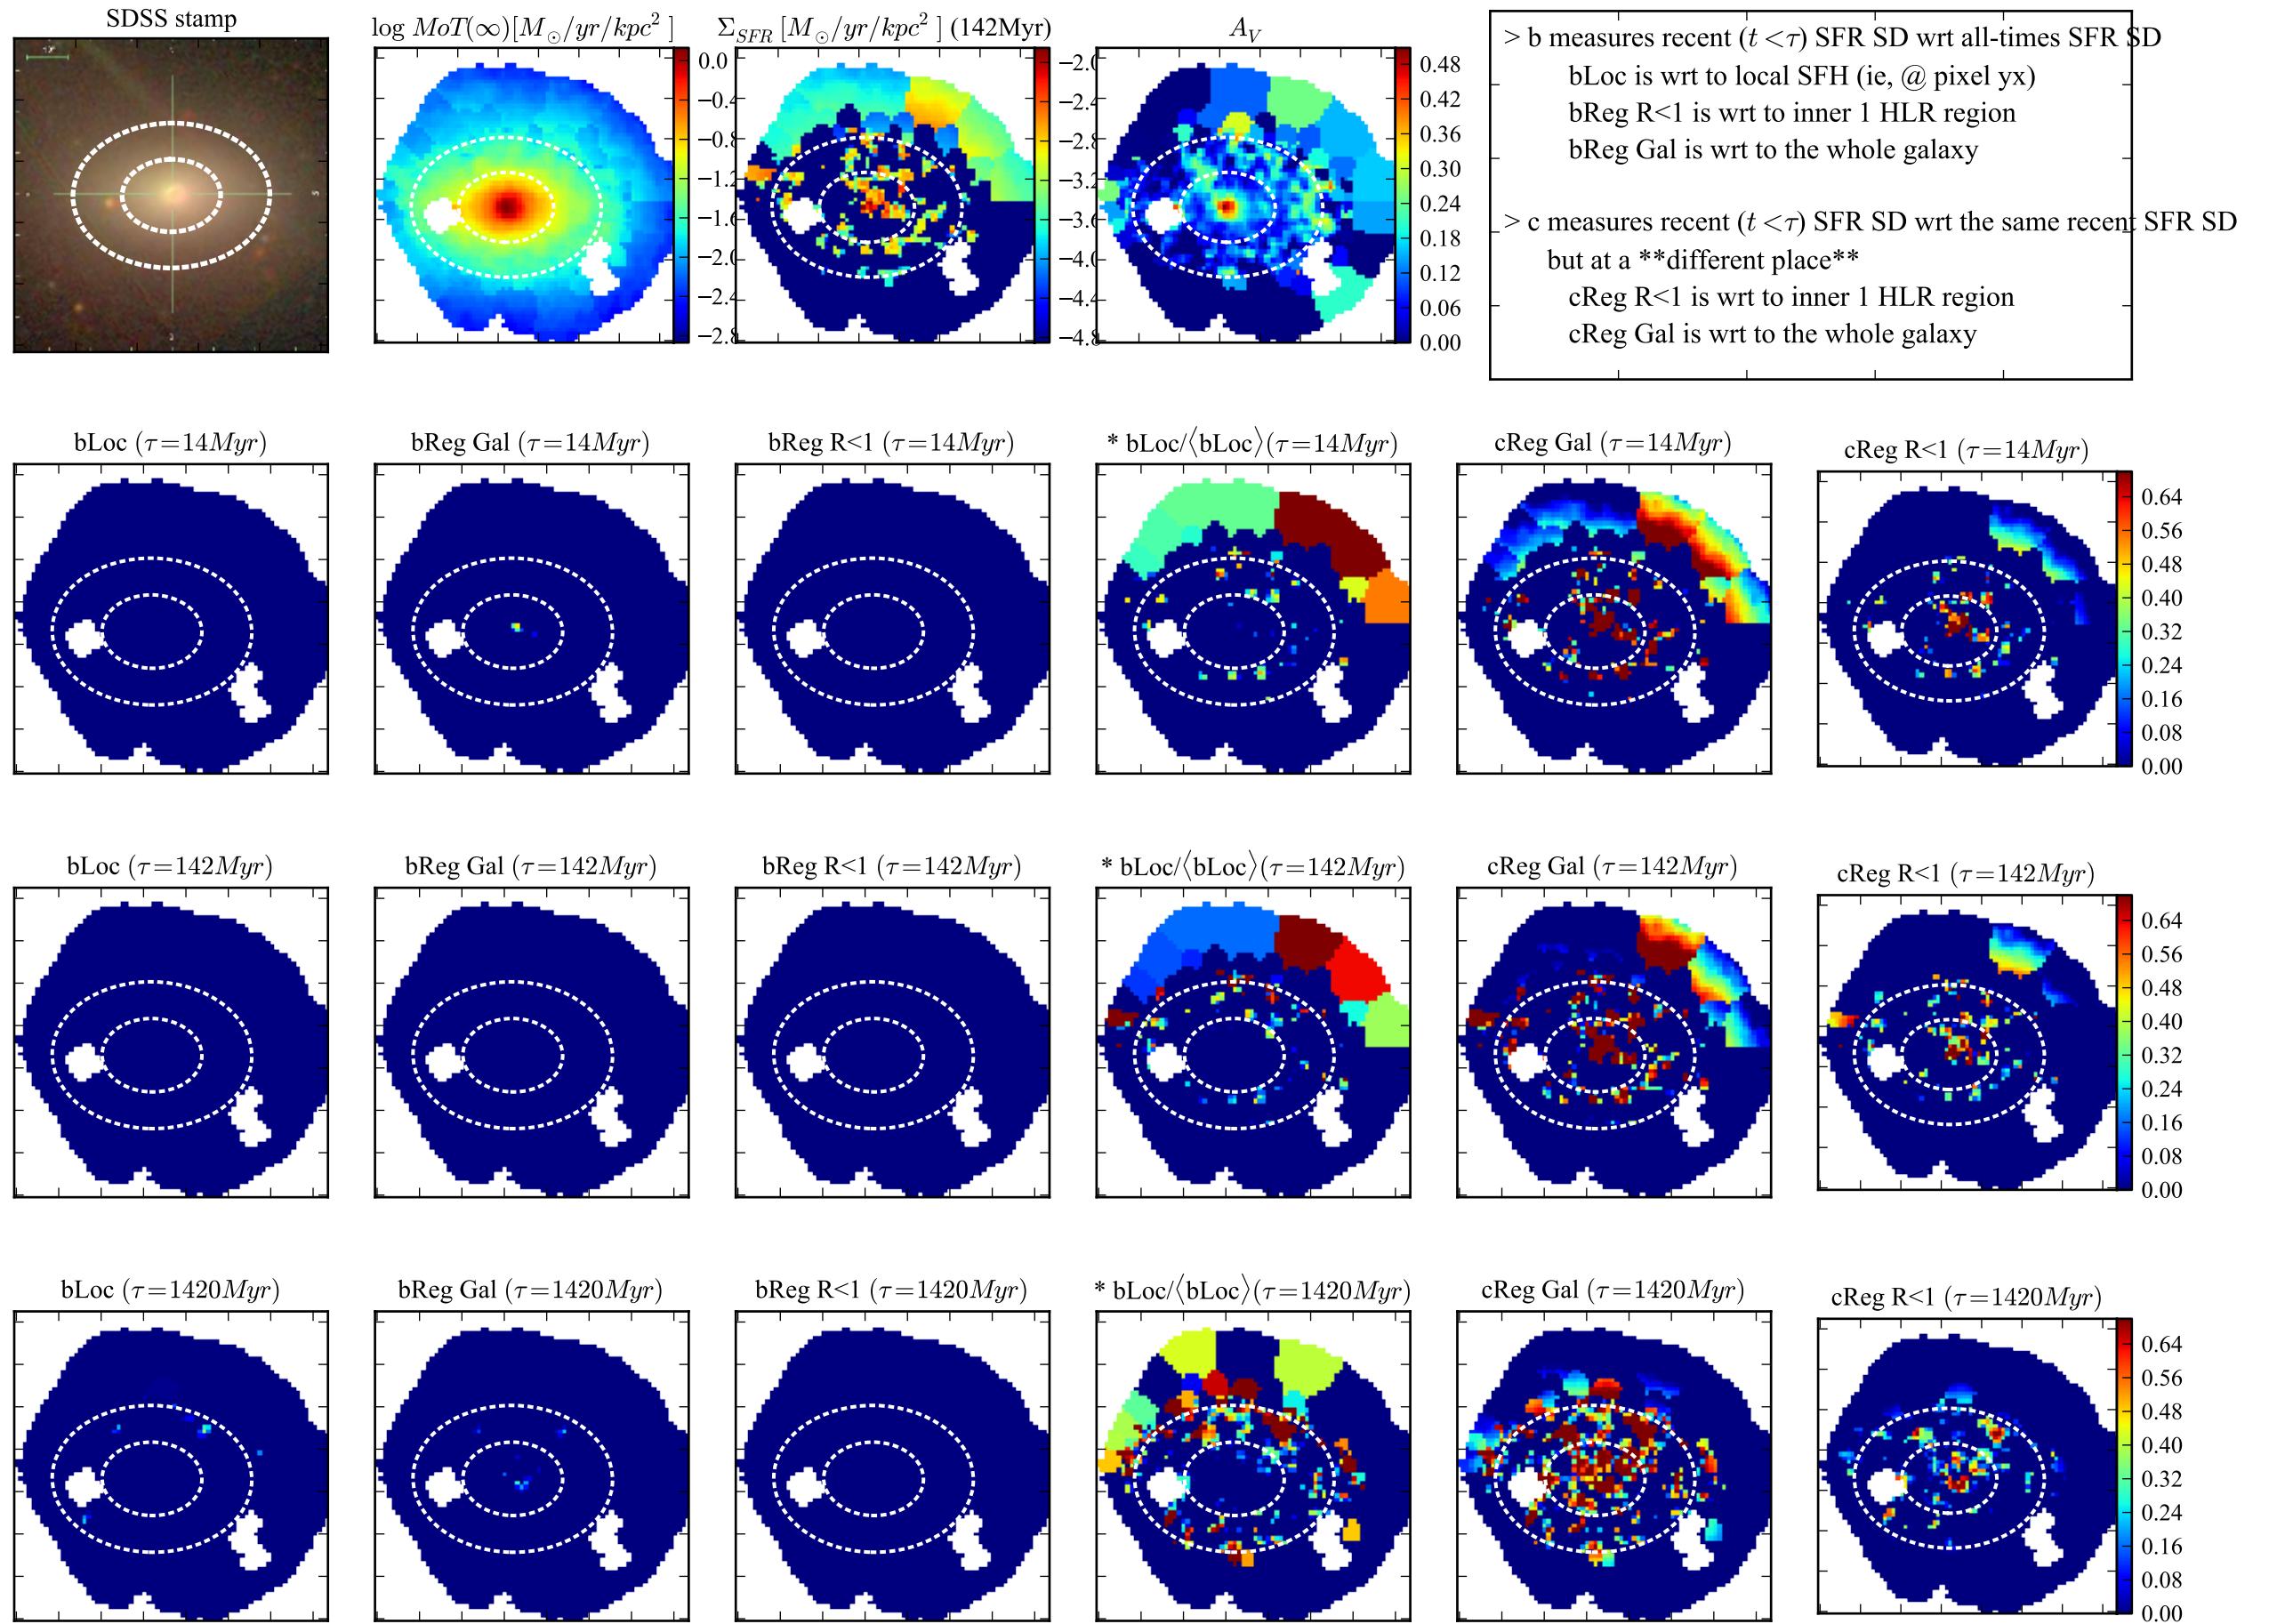 SDSS stamp
log MoT(∞)[M⊙/yr/kpc²]
Σ_SFR [M⊙/yr/kpc²] (142Myr)
A_V
0.0
−0.4
−0.8
−1.2
−1.6
−2.0
−2.4
−2.8
−2.0
−2.4
−2.8
−3.2
−3.6
−4.0
−4.4
−4.8
0.48
0.42
0.36
0.30
0.24
0.18
0.12
0.06
0.00
> b measures recent (t<τ) SFR SD wrt all-times SFR SD
bLoc is wrt to local SFH (ie, @ pixel yx)
bReg R<1 is wrt to inner 1 HLR region
bReg Gal is wrt to the whole galaxy
> c measures recent (t<τ) SFR SD wrt the same recent SFR SD
but at a **different place**
cReg R<1 is wrt to inner 1 HLR region
cReg Gal is wrt to the whole galaxy
bLoc (τ=14Myr)
bReg Gal (τ=14Myr)
bReg R<1 (τ=14Myr)
* bLoc/⟨bLoc⟩(τ=14Myr)
cReg Gal (τ=14Myr)
cReg R<1 (τ=14Myr)
0.64
0.56
0.48
0.40
0.32
0.24
0.16
0.08
0.00
bLoc (τ=142Myr)
bReg Gal (τ=142Myr)
bReg R<1 (τ=142Myr)
* bLoc/⟨bLoc⟩(τ=142Myr)
cReg Gal (τ=142Myr)
cReg R<1 (τ=142Myr)
0.64
0.56
0.48
0.40
0.32
0.24
0.16
0.08
0.00
bLoc (τ=1420Myr)
bReg Gal (τ=1420Myr)
bReg R<1 (τ=1420Myr)
* bLoc/⟨bLoc⟩(τ=1420Myr)
cReg Gal (τ=1420Myr)
cReg R<1 (τ=1420Myr)
0.64
0.56
0.48
0.40
0.32
0.24
0.16
0.08
0.00